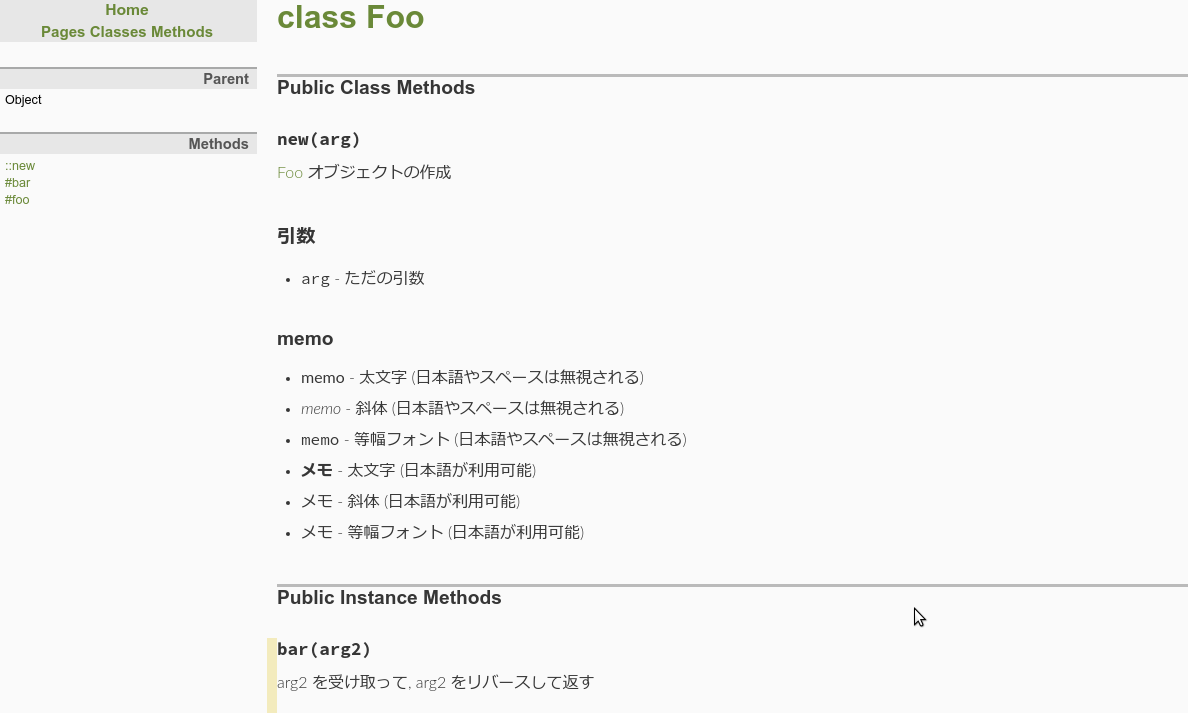 Home
Pages Classes Methods
Parent
Object
Methods
::new
#bar
#foo
class Foo
Public Class Methods
new(arg)
Foo オブジェクトの作成
引数
• arg - ただの引数
memo
• memo - 太文字 (日本語やスペースは無視される)
• memo - 斜体 (日本語やスペースは無視される)
• memo - 等幅フォント (日本語やスペースは無視される)
• メモ - 太文字 (日本語が利用可能)
• メモ - 斜体 (日本語が利用可能)
• メモ - 等幅フォント (日本語が利用可能)
Public Instance Methods
bar(arg2)
arg2 を受け取って, arg2 をリバースして返す